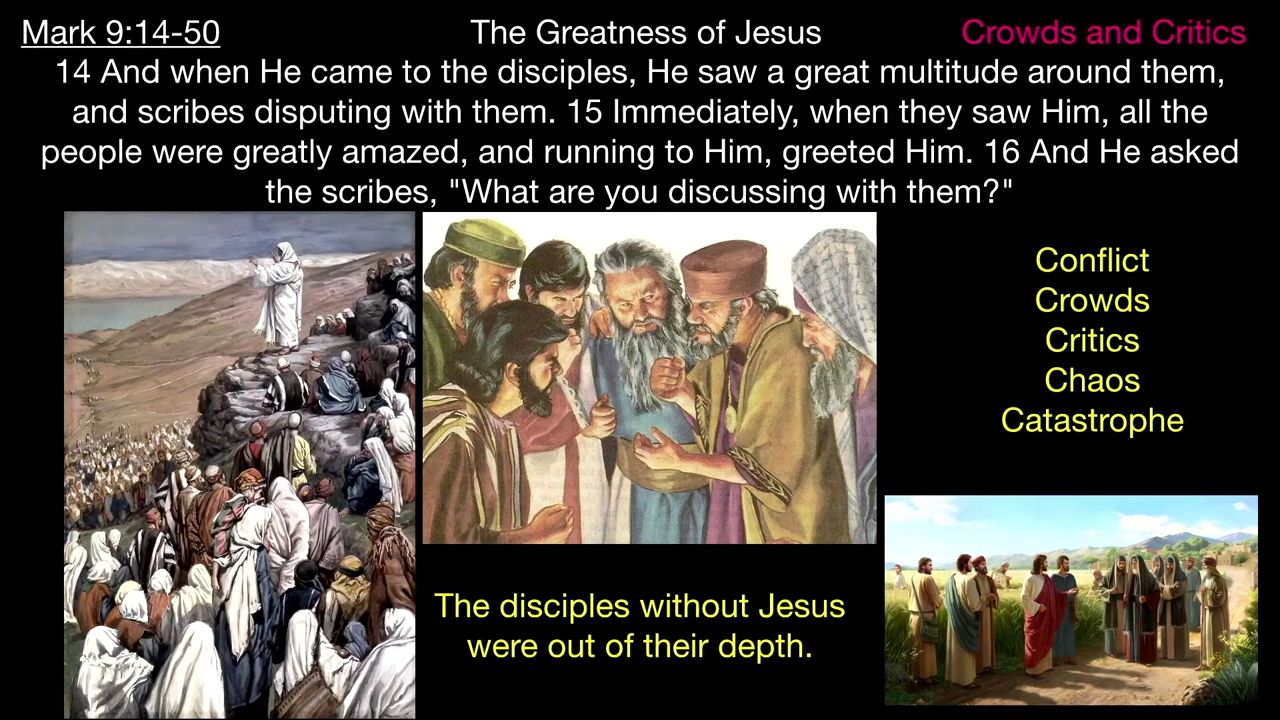 Mark 9:14-50
The Greatness of Jesus
Crowds and Critics
14 And when He came to the disciples, He saw a great multitude around them,
and scribes disputing with them. 15 Immediately, when they saw Him, all the
people were greatly amazed, and running to Him, greeted Him. 16 And He asked
the scribes, "What are you discussing with them?"
Conflict
Crowds
Critics
Chaos
Catastrophe
The disciples without Jesus
were out of their depth.